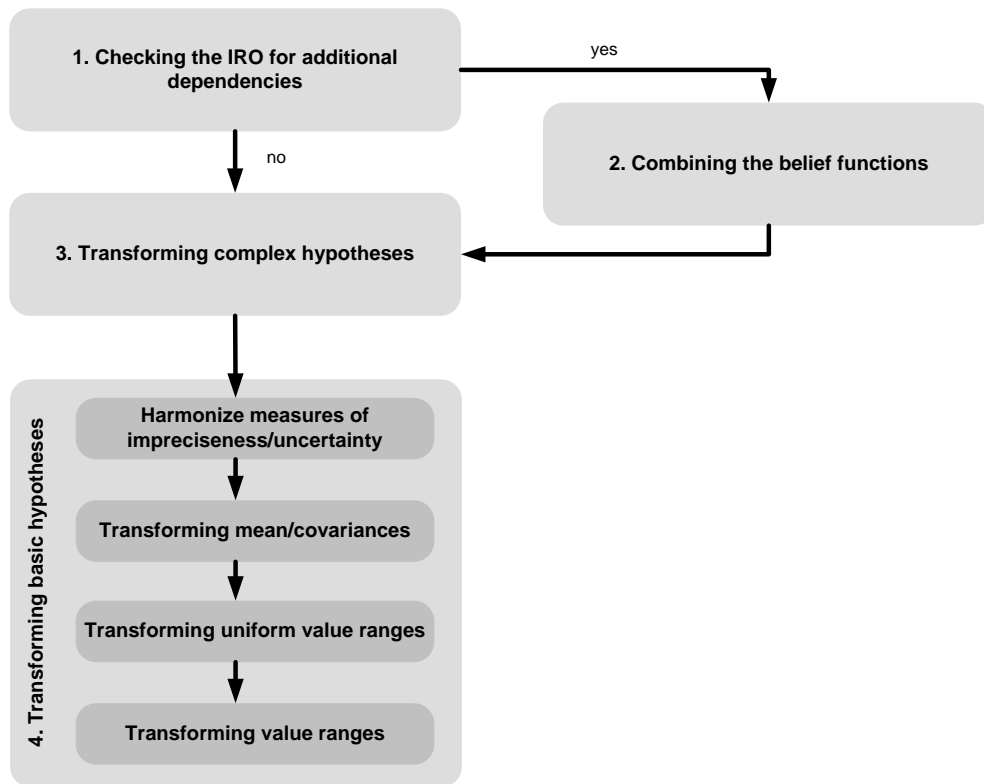 1. Checking the IRO for additional
dependencies
yes
2. Combining the belief functions
no
3. Transforming complex hypotheses
4. Transforming basic hypotheses
Harmonize measures of
impreciseness/uncertainty
Transforming mean/covariances
Transforming uniform value ranges
Transforming value ranges